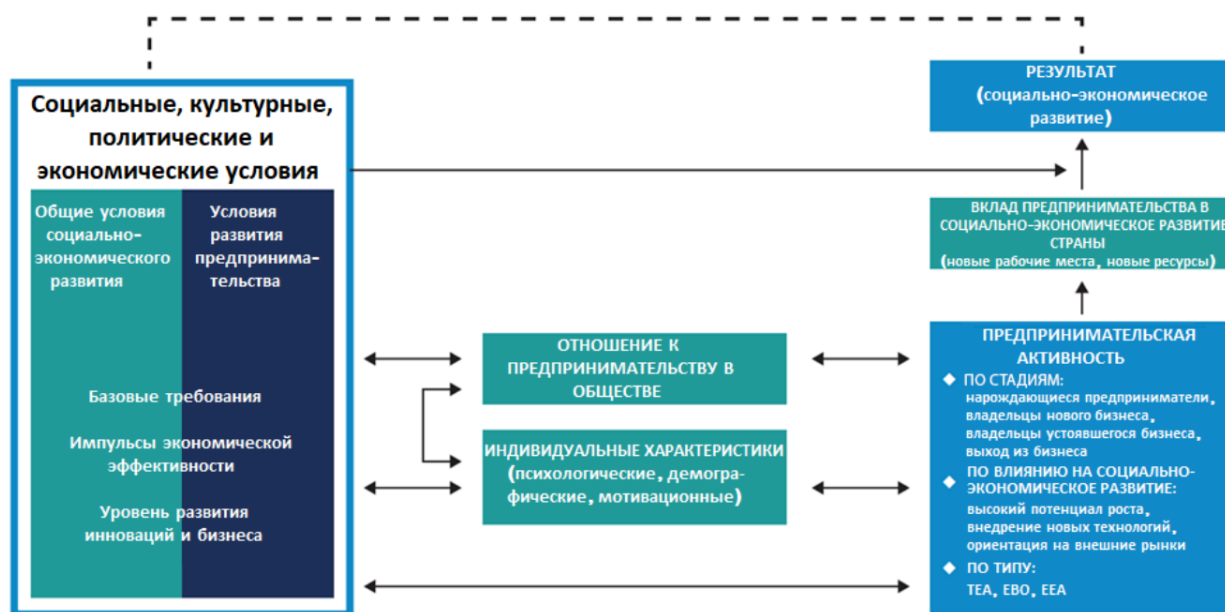 Социальные, культурные,
политические и
экономические условия
Общие условия
социально-
экономического
развития
Условия
развития
предпринима-
тельства
Базовые требования
Импульсы экономической
эффективности
Уровень развития
инноваций и бизнеса
ОТНОШЕНИЕ К
ПРЕДПРИНИМАТЕЛЬСТВУ В
ОБЩЕСТВЕ
ИНДИВИДУАЛЬНЫЕ ХАРАКТЕРИСТИКИ
(психологические, демогра-
фические, мотивационные)
РЕЗУЛЬТАТ
(социально-экономическое
развитие)
ВКЛАД ПРЕДПРИНИМАТЕЛЬСТВА В
СОЦИАЛЬНО-ЭКОНОМИЧЕСКОЕ РАЗВИТИЕ
СТРАНЫ
(новые рабочие места, новые ресурсы)
ПРЕДПРИНИМАТЕЛЬСКАЯ
АКТИВНОСТЬ
◆ ПО СТАДИЯМ:
нарождающиеся предприниматели,
владельцы нового бизнеса,
владельцы устоявшегося бизнеса,
выход из бизнеса
◆ ПО ВЛИЯНИЮ НА СОЦИАЛЬНО-
ЭКОНОМИЧЕСКОЕ РАЗВИТИЕ:
высокий потенциал роста,
внедрение новых технологий,
ориентация на внешние рынки
◆ ПО ТИПУ:
TEA, EBO, EEA